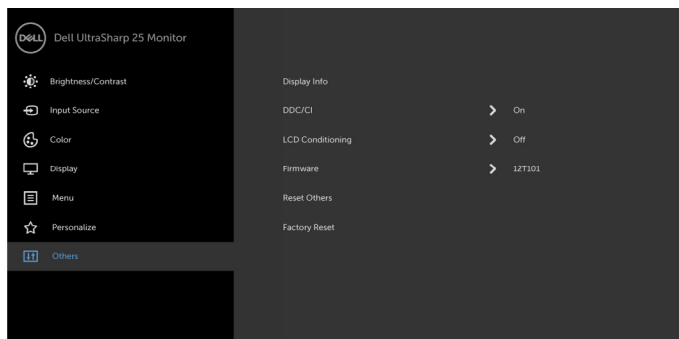 DELL
Dell UltraSharp 25 Monitor
Brightness/Contrast
Input Source
Color
Display
Menu
Personalize
Others
Display Info
DDC/CI
On
LCD Conditioning
Off
Firmware
12T101
Reset Others
Factory Reset